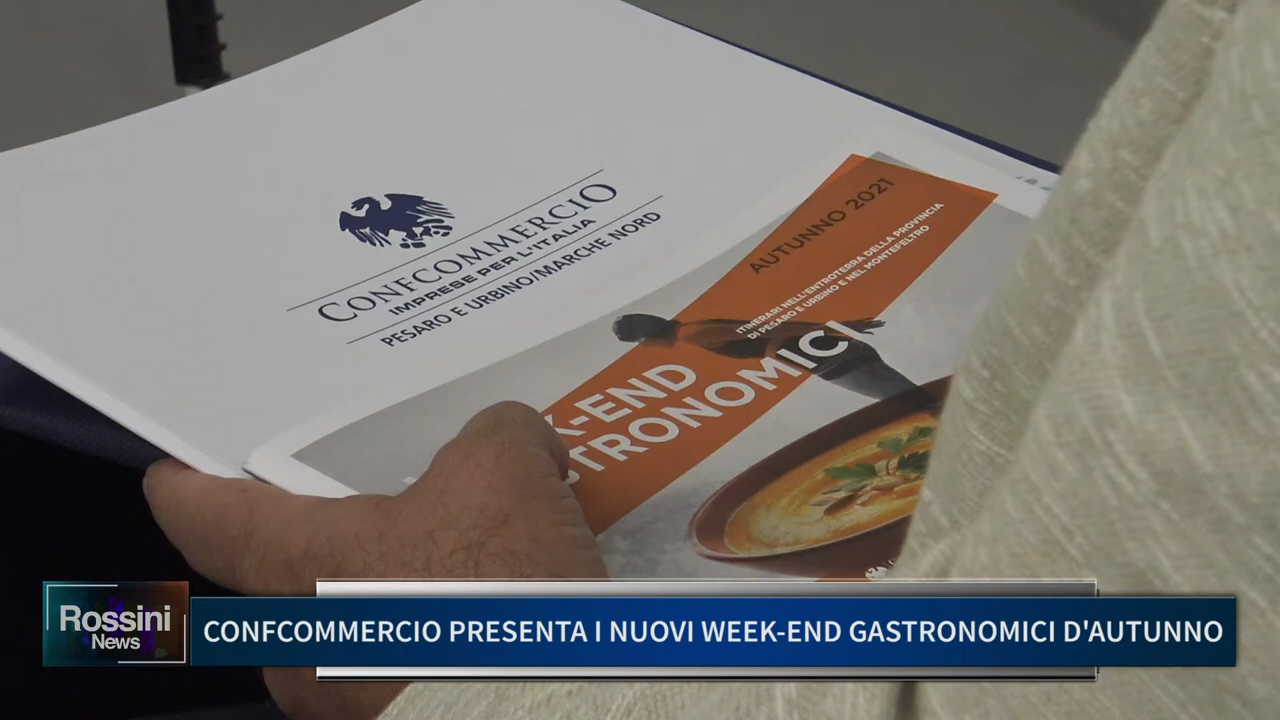 CONFCOMMERCIO
IMPRESE PER L'ITALIA
PESARO E URBINO/MARCHE NORD
AUTUNNO 2021
ITINERARI NELL'ENTROTERRA DELLA PROVINCIA
DI PESARO E URBINO E NEL MONTEFELTRO
K-END
STRONOMICI
Rossini
News
CONFCOMMERCIO PRESENTA I NUOVI WEEK-END GASTRONOMICI D'AUTUNNO